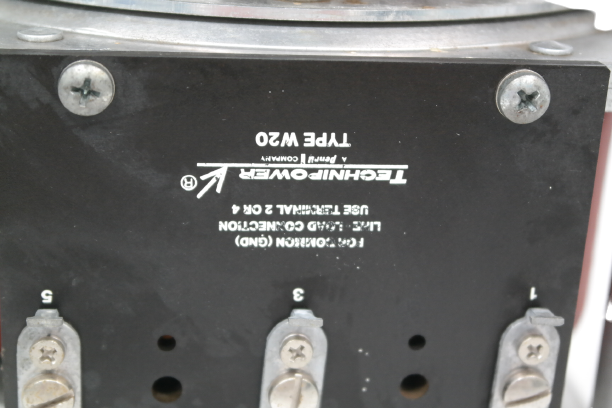 1 3 5
FOR COMMON (GND)
LINE-LOAD CONNECTION
USE TERMINAL 2 OR 4
TECHNIPOWER ®
A Penril COMPANY
TYPE W20